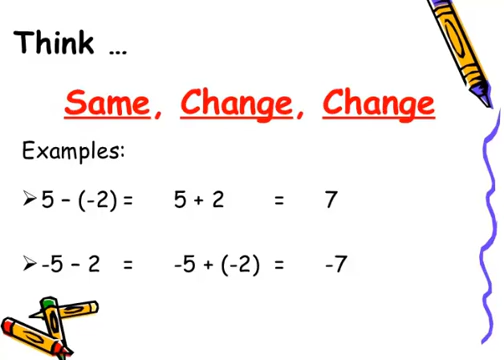 Think …
Same, Change, Change
Examples:
➢ 5 – (-2) = 5 + 2 = 7
➢ -5 – 2 = -5 + (-2) = -7